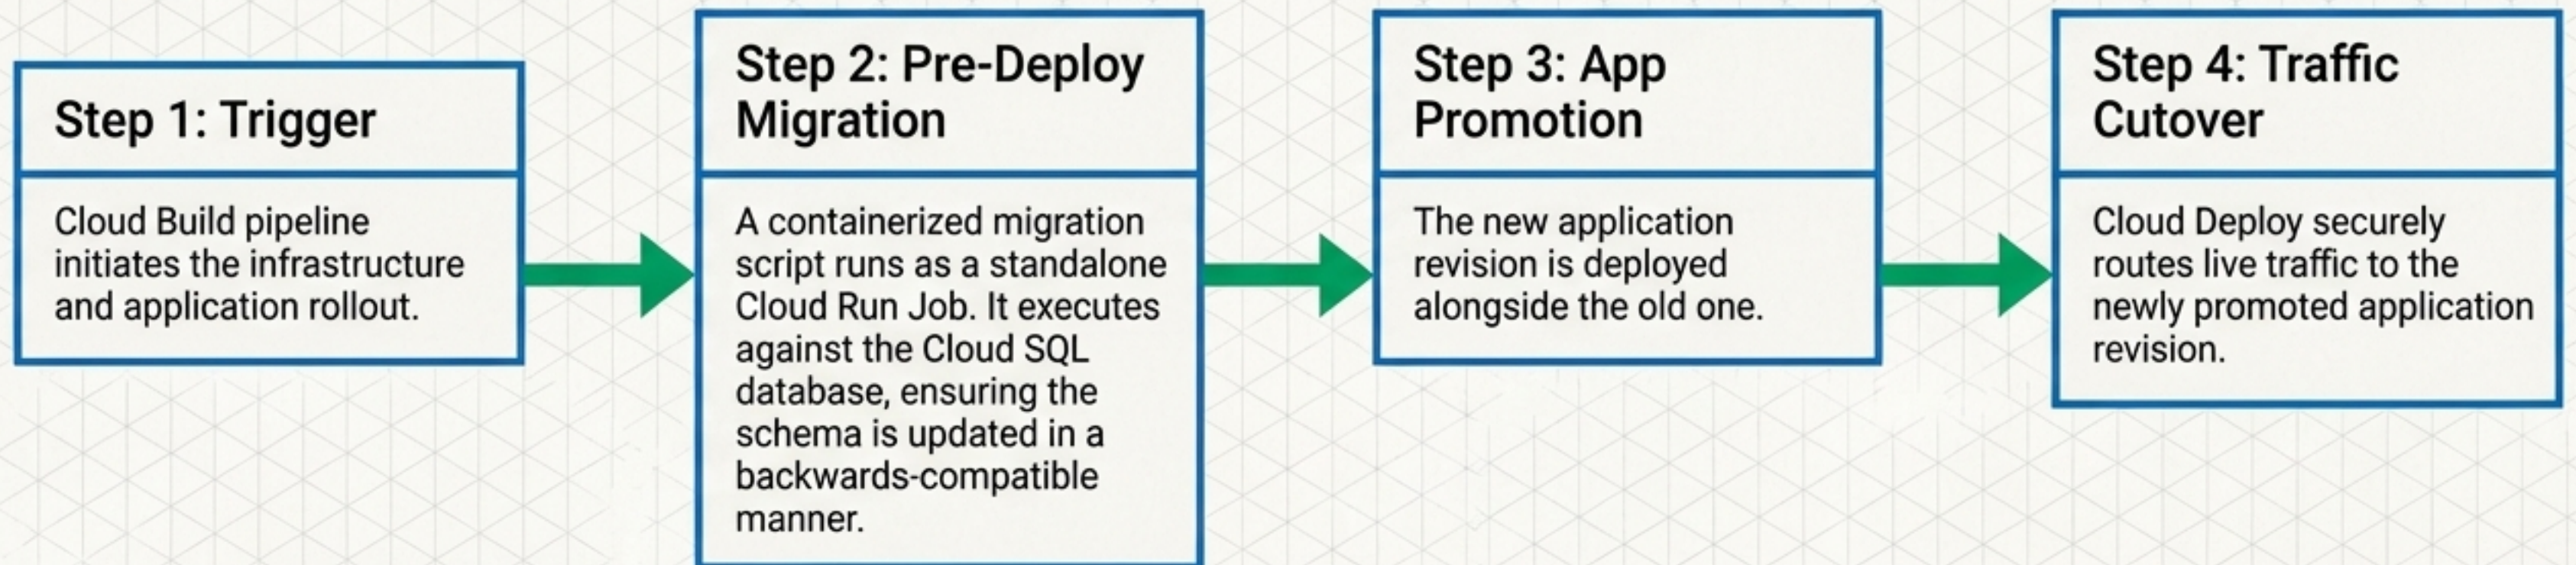 Step 1: Trigger
Cloud Build pipeline
initiates the infrastructure
and application rollout.
Step 2: Pre-Deploy
Migration
A containerized migration
script runs as a standalone
Cloud Run Job. It executes
against the Cloud SQL
database, ensuring the
schema is updated in a
backwards-compatible
manner.
Step 3: App
Promotion
The new application
revision is deployed
alongside the old one.
Step 4: Traffic
Cutover
Cloud Deploy securely
routes live traffic to the
newly promoted application
revision.